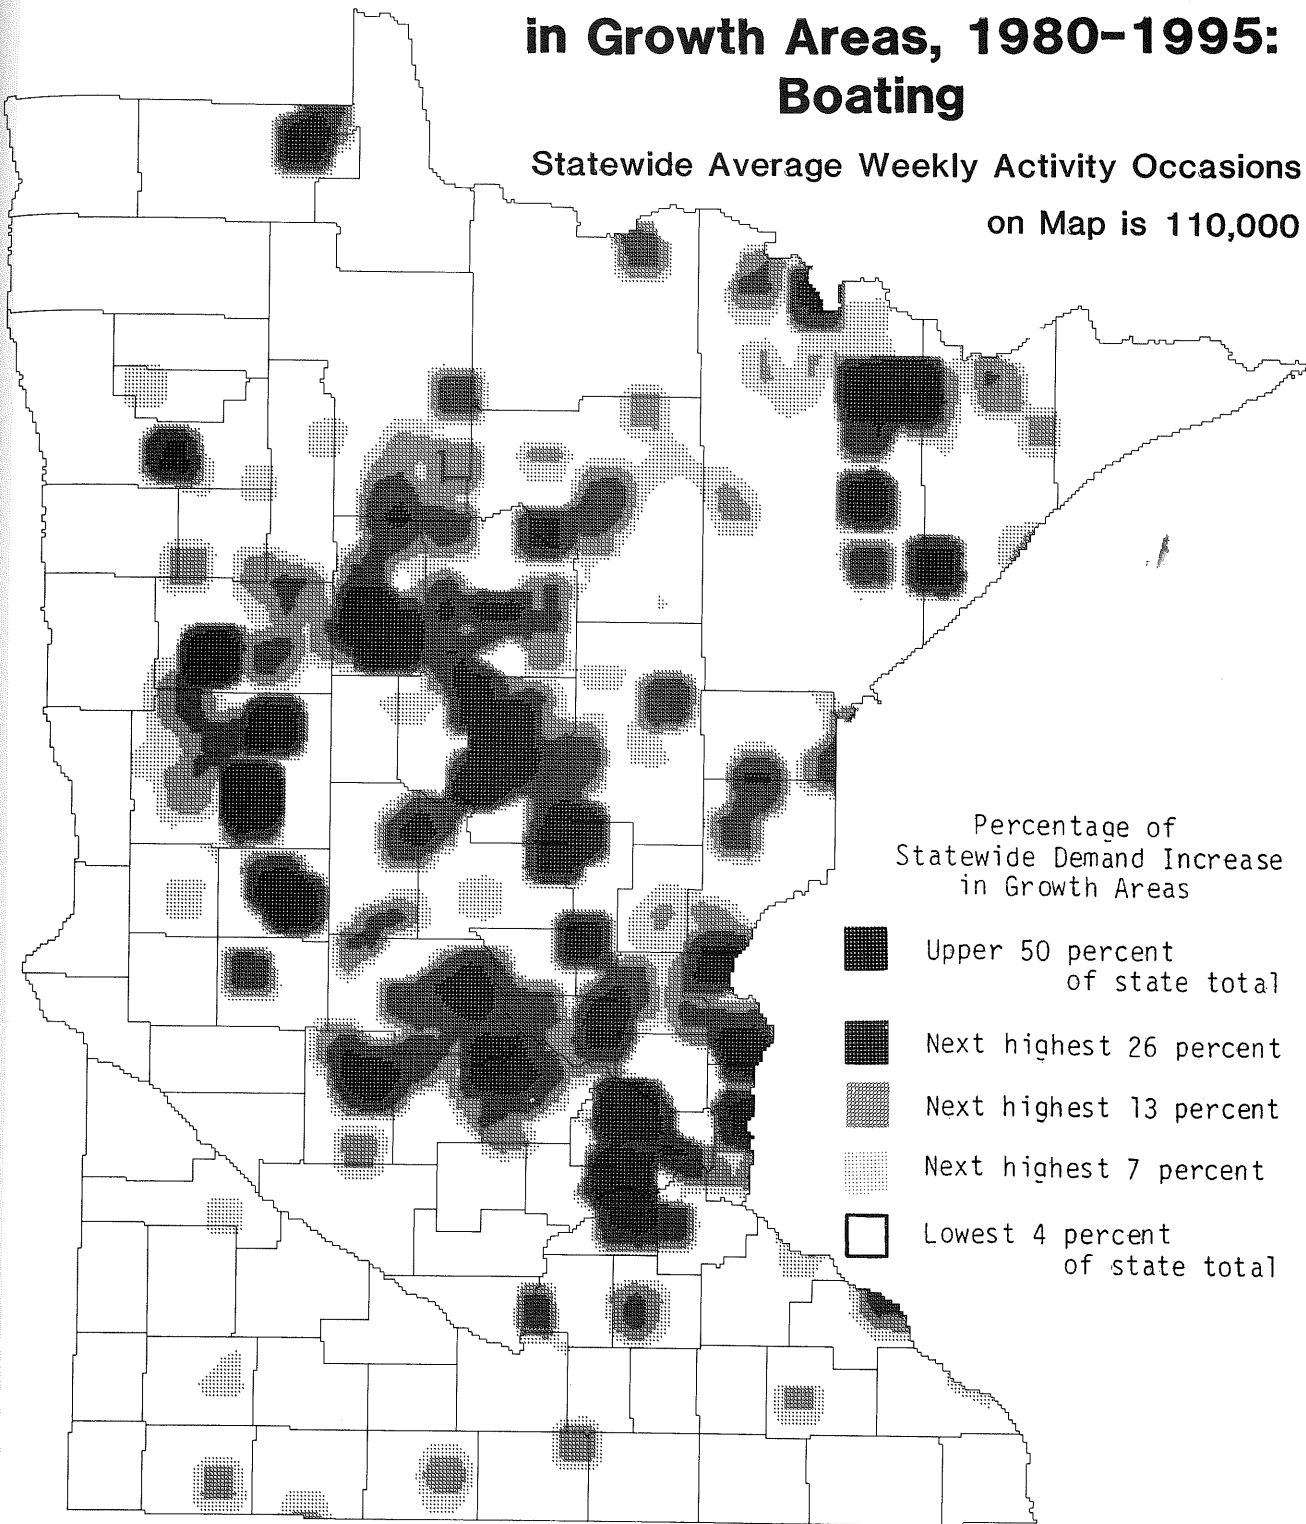 in Growth Areas, 1980-1995:
Boating
Statewide Average Weekly Activity Occasions
on Map is 110,000
Percentage of
Statewide Demand Increase
in Growth Areas
Upper 50 percent
of state total
Next highest 26 percent
Next highest 13 percent
Next highest 7 percent
Lowest 4 percent
of state total